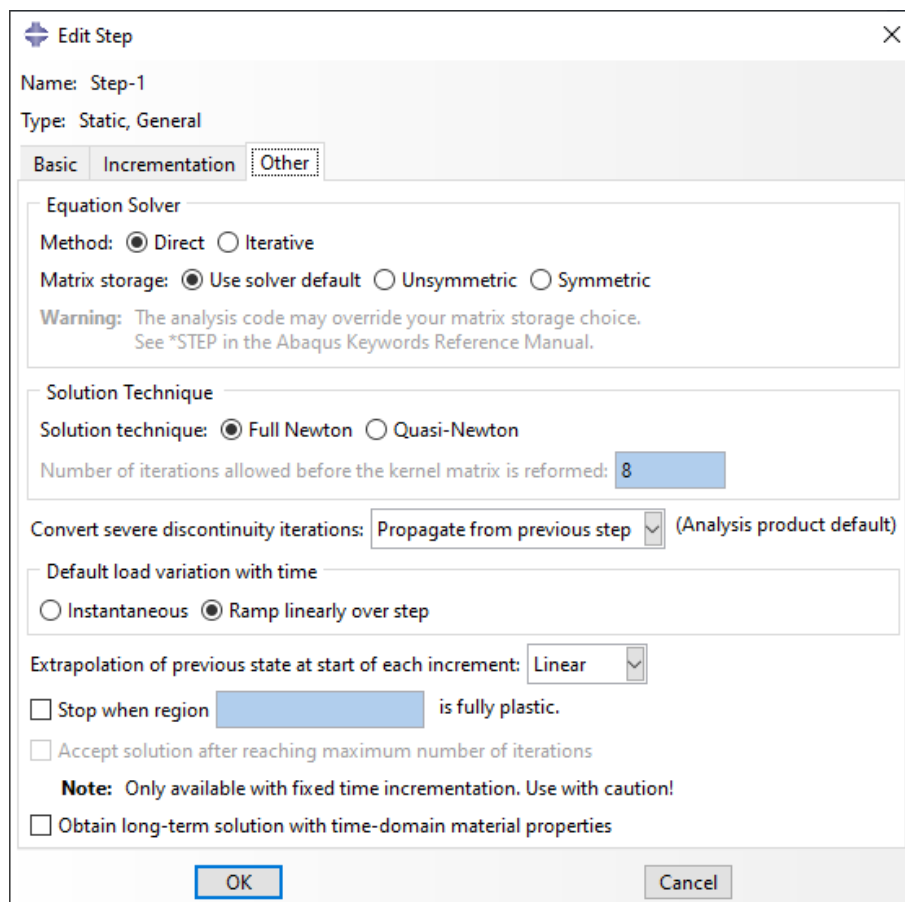 Edit Step
Name: Step-1
Type: Static, General
Basic Incrementation Other
Equation Solver
Method: Direct Iterative
Matrix storage: Use solver default Unsymmetric Symmetric
Warning: The analysis code may override your matrix storage choice.
See *STEP in the Abaqus Keywords Reference Manual.
Solution Technique
Solution technique: Full Newton Quasi-Newton
Number of iterations allowed before the kernel matrix is reformed: 8
Convert severe discontinuity iterations: Propagate from previous step (Analysis product default)
Default load variation with time
Instantaneous Ramp linearly over step
Extrapolation of previous state at start of each increment: Linear
Stop when region is fully plastic.
Accept solution after reaching maximum number of iterations
Note: Only available with fixed time incrementation. Use with caution!
Obtain long-term solution with time-domain material properties
OK Cancel